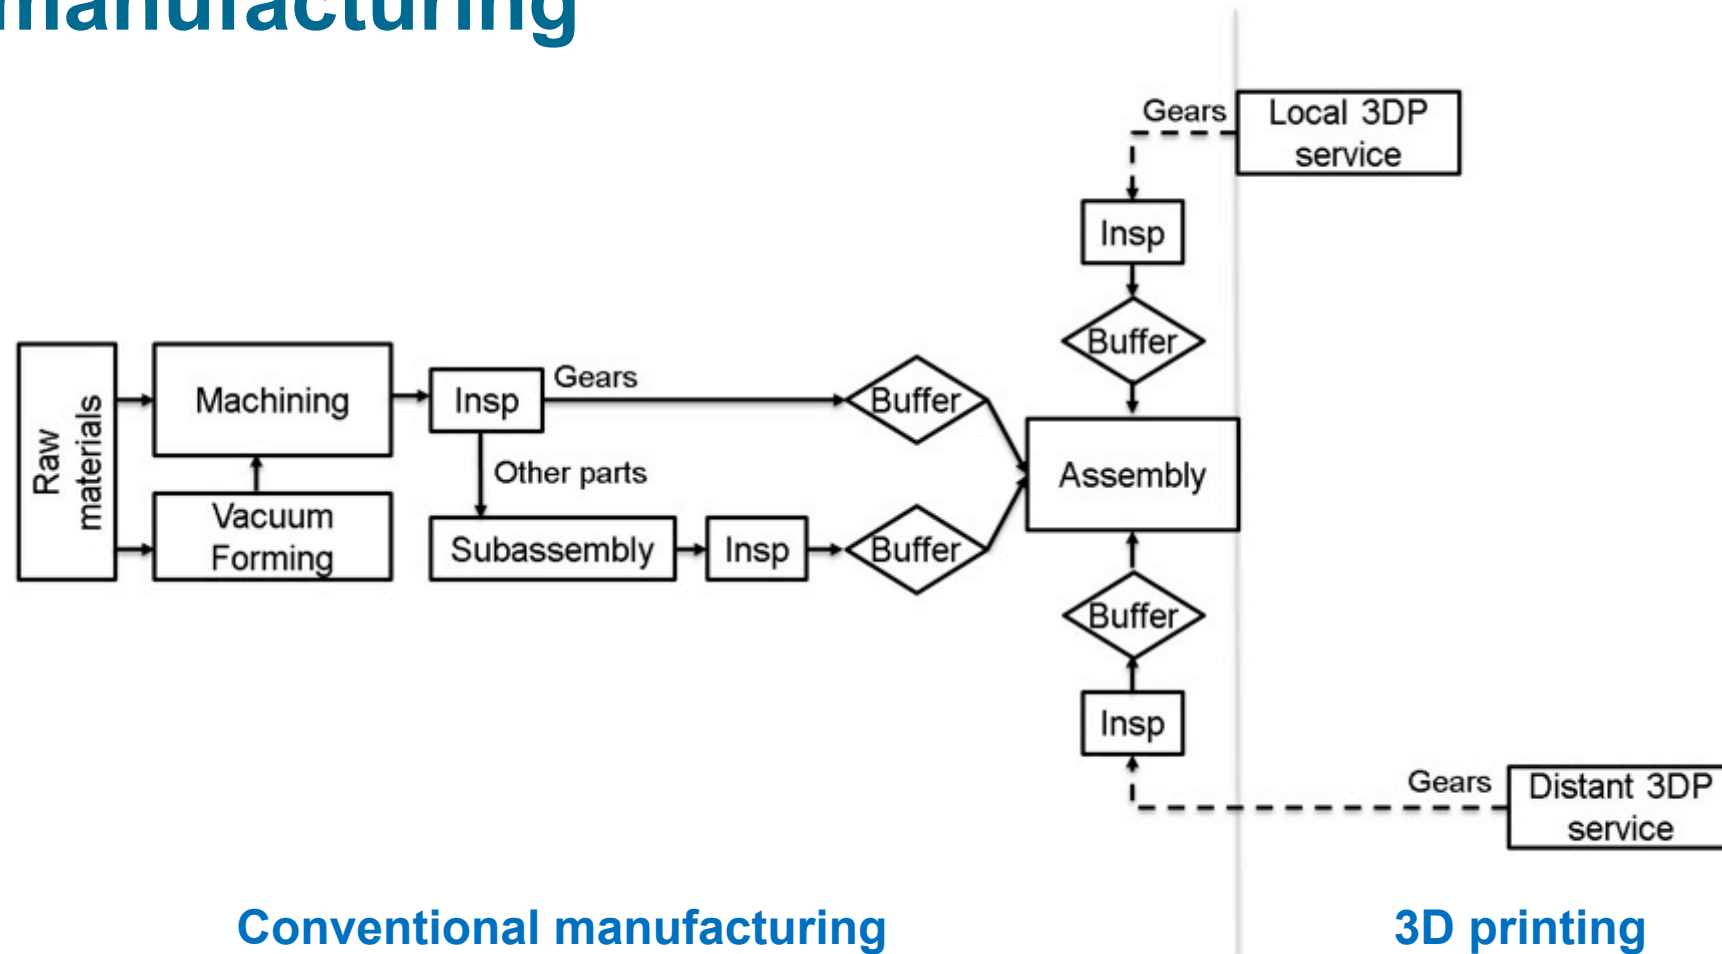 manufacturing
Gears
Local 3DP
service
Insp
Buffer
Raw
materials
Machining
Insp
Gears
Buffer
Other parts
Assembly
Vacuum
Forming
Subassembly
Insp
Buffer
Buffer
Insp
Gears
Distant 3DP
service
Conventional manufacturing
3D printing